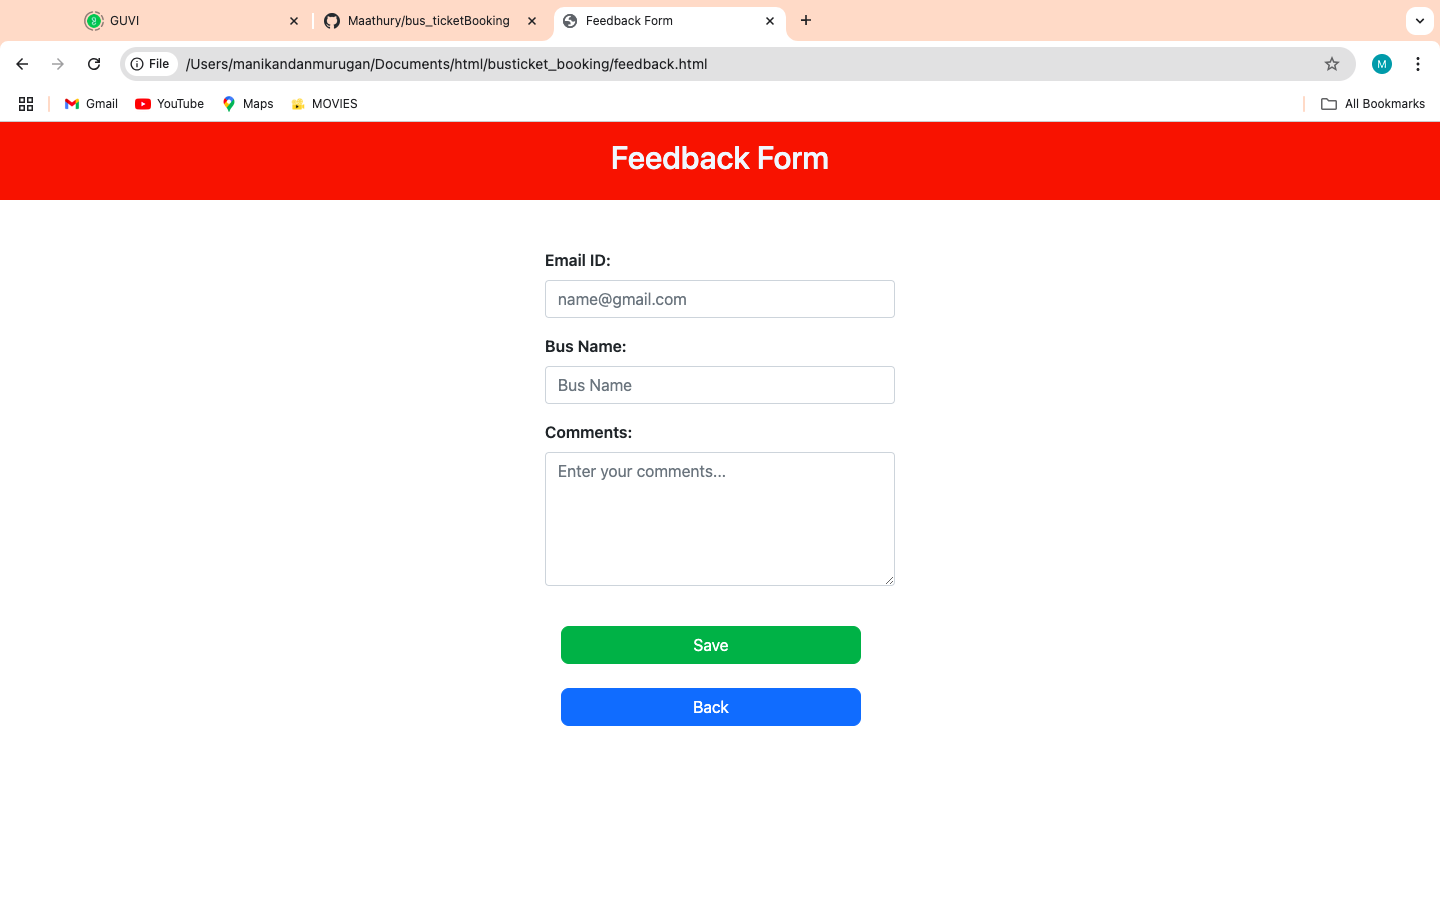 GUVI
Maathury/bus_ticketBooking
Feedback Form
File
/Users/manikandanmurugan/Documents/html/busticket_booking/feedback.html
M
Gmail
YouTube
Maps
MOVIES
All Bookmarks
Feedback Form
Email ID:
name@gmail.com
Bus Name:
Bus Name
Comments:
Enter your comments...
Save
Back